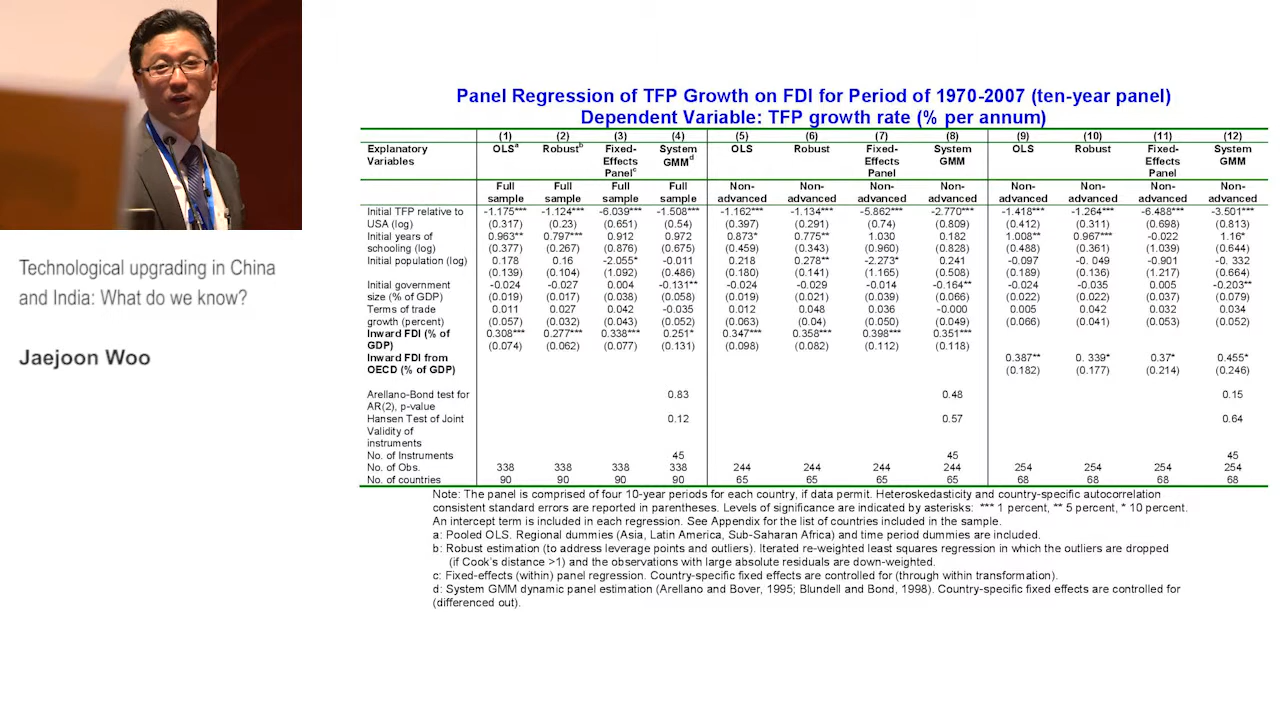 Technological upgrading in China
and India: What do we know?
Jaejoon Woo
Panel Regression of TFP Growth on FDI for Period of 1970-2007 (ten-year panel)
Dependent Variable: TFP growth rate (% per annum)
(1) (2) (3) (4) (5) (6) (7) (8) (9) (10) (11) (12)
Explanatory OLSa Robustb Fixed- System OLS Robust Fixed- System OLS Robust Fixed- System
Variables Effects GMMd Effects GMM Effects GMM
Panelc Panel Panel
Full Full Full Full Non- Non- Non- Non- Non- Non- Non- Non-
sample sample sample sample advanced advanced advanced advanced advanced advanced advanced advanced
Initial TFP relative to -1.175*** -1.124*** -6.039*** -1.508*** -1.162*** -1.134*** -5.862*** -2.770*** -1.418*** -1.264*** -6.488*** -3.501***
USA (log) (0.317) (0.23) (0.651) (0.54) (0.397) (0.291) (0.74) (0.809) (0.412) (0.311) (0.698) (0.813)
Initial years of 0.963** 0.797*** 0.912 0.972 0.873* 0.775** 1.030 0.182 1.008** 0.967*** -0.022 1.16*
schooling (log) (0.377) (0.267) (0.876) (0.675) (0.459) (0.343) (0.960) (0.828) (0.488) (0.361) (1.039) (0.644)
Initial population (log) 0.178 0.16 -2.055* -0.011 0.218 0.278** -2.273* 0.241 -0.097 -0. 049 -0.901 -0. 332
(0.139) (0.104) (1.092) (0.486) (0.180) (0.141) (1.165) (0.508) (0.189) (0.136) (1.217) (0.664)
Initial government -0.024 -0.027 0.004 -0.131** -0.024 -0.029 -0.014 -0.164** -0.024 -0.035 0.005 -0.203**
size (% of GDP) (0.019) (0.017) (0.038) (0.058) (0.019) (0.021) (0.039) (0.066) (0.022) (0.022) (0.037) (0.079)
Terms of trade 0.011 0.027 0.042 -0.035 0.012 0.048 0.036 -0.000 0.005 0.042 0.032 0.034
growth (percent) (0.057) (0.032) (0.043) (0.052) (0.063) (0.04) (0.050) (0.049) (0.066) (0.041) (0.053) (0.052)
Inward FDI (% of 0.308*** 0.277*** 0.338*** 0.251* 0.347*** 0.358*** 0.398*** 0.351***
GDP) (0.074) (0.062) (0.077) (0.131) (0.098) (0.082) (0.112) (0.118)
Inward FDI from 0.387** 0. 339* 0.37* 0.455*
OECD (% of GDP) (0.182) (0.177) (0.214) (0.246)
Arellano-Bond test for 0.83 0.48 0.15
AR(2), p-value
Hansen Test of Joint 0.12 0.57 0.64
Validity of
instruments
No. of Instruments 45 45 45
No. of Obs. 338 338 338 338 244 244 244 244 254 254 254 254
No. of countries 90 90 90 90 65 65 65 65 68 68 68 68
Note: The panel is comprised of four 10-year periods for each country, if data permit. Heteroskedasticity and country-specific autocorrelation
consistent standard errors are reported in parentheses. Levels of significance are indicated by asterisks: *** 1 percent, ** 5 percent, * 10 percent.
An intercept term is included in each regression. See Appendix for the list of countries included in the sample.
a: Pooled OLS. Regional dummies (Asia, Latin America, Sub-Saharan Africa) and time period dummies are included.
b: Robust estimation (to address leverage points and outliers). Iterated re-weighted least squares regression in which the outliers are dropped
(if Cook's distance >1) and the observations with large absolute residuals are down-weighted.
c: Fixed-effects (within) panel regression. Country-specific fixed effects are controlled for (through within transformation).
d: System GMM dynamic panel estimation (Arellano and Bover, 1995; Blundell and Bond, 1998). Country-specific fixed effects are controlled for
(differenced out).